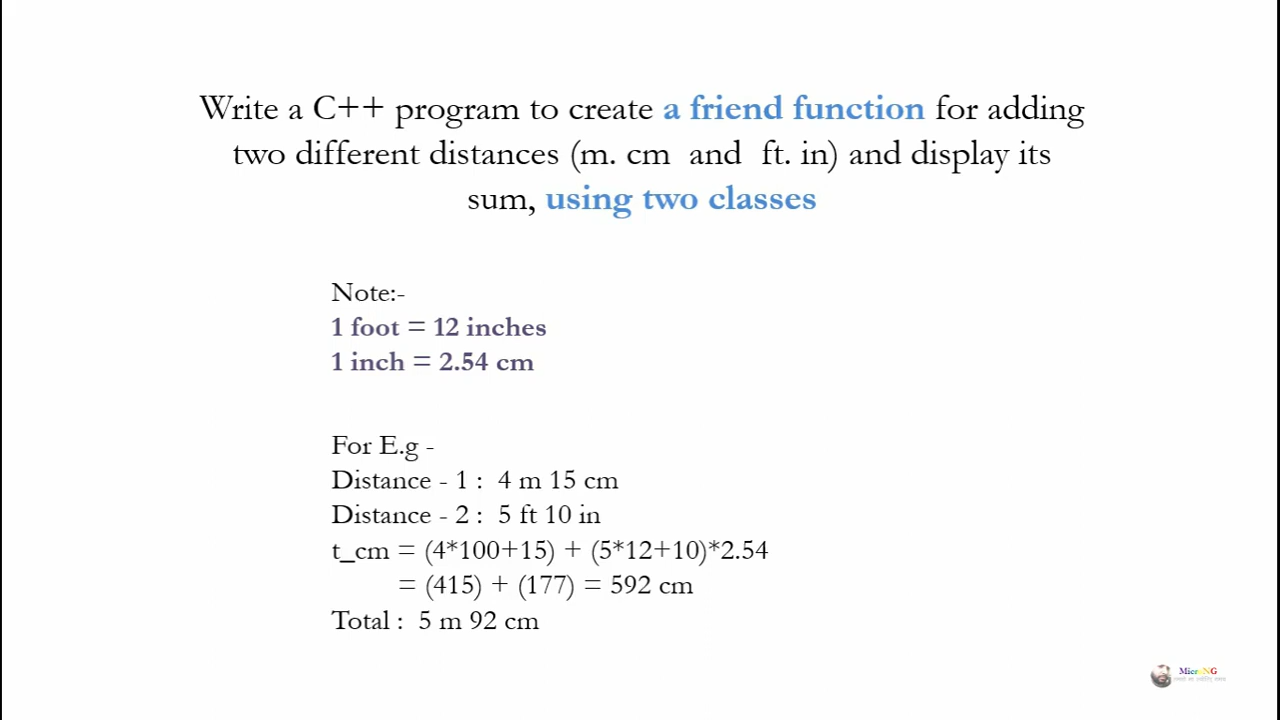 Write a C++ program to create a friend function for adding
two different distances (m. cm and ft. in) and display its
sum, using two classes
Note:-
1 foot = 12 inches
1 inch = 2.54 cm
For E.g -
Distance - 1 : 4 m 15 cm
Distance - 2 : 5 ft 10 in
t_cm = (4*100+15) + (5*12+10)*2.54
= (415) + (177) = 592 cm
Total : 5 m 92 cm
MicroNG